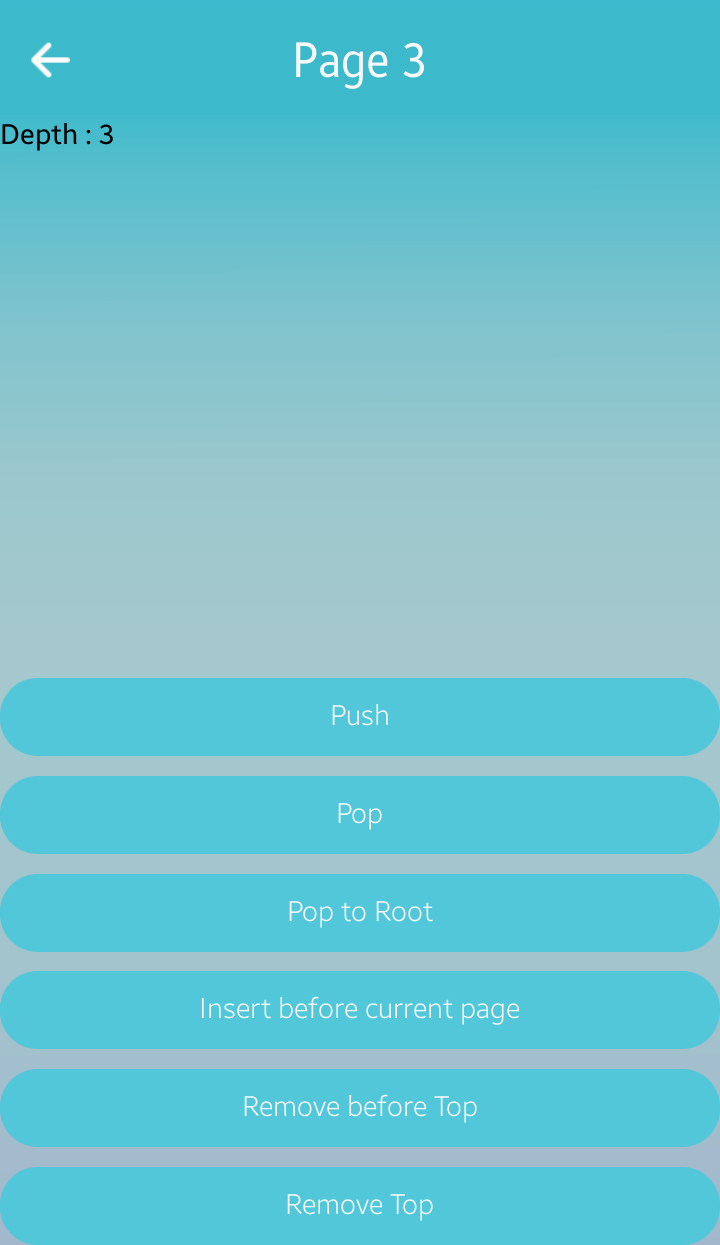 Page 3
Depth : 3
Push
Pop
Pop to Root
Insert before current page
Remove before Top
Remove Top